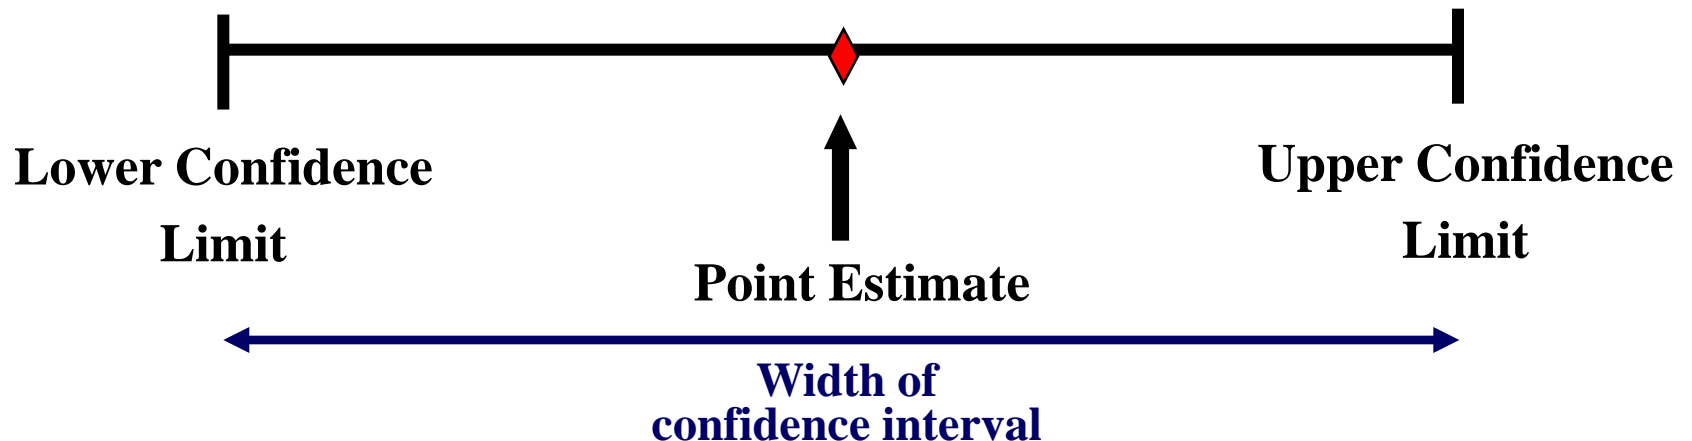 Lower Confidence
Limit
Point Estimate
Upper Confidence
Limit
Width of
confidence interval